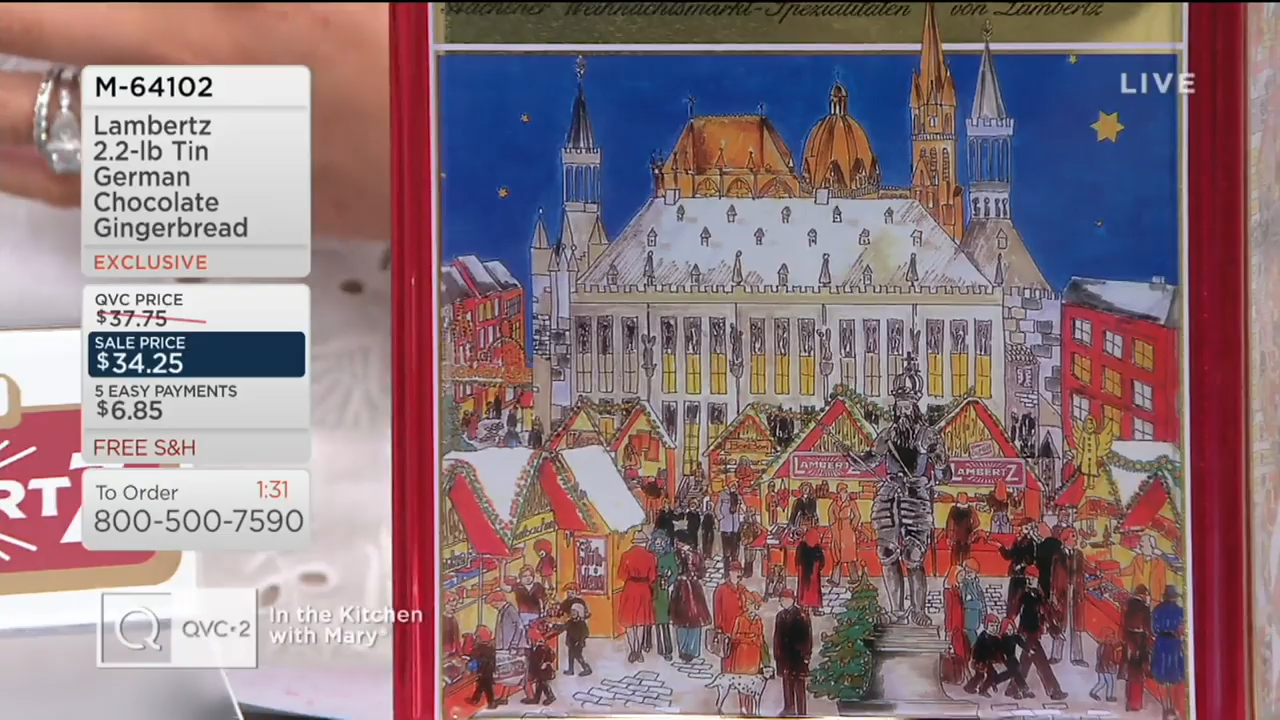 Aachener Weihnachtsmarkt-Spezialitäten von Lambertz
LIVE
M-64102
Lambertz
2.2-lb Tin
German
Chocolate
Gingerbread
EXCLUSIVE
QVC PRICE
$37.75
SALE PRICE
$34.25
5 EASY PAYMENTS
$6.85
FREE S&H
To Order 1:31
800-500-7590
RT
Q QVC•2
In the Kitchen
with Mary®
LAMBERTZ
LAMBERTZ